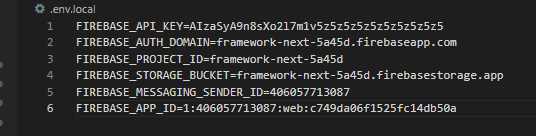 .env.local
1 FIREBASE_API_KEY=AIzaSyA9n8sXo2l7m1v5z5z5z5z5z5z5z5z5z5
2 FIREBASE_AUTH_DOMAIN=framework-next-5a45d.firebaseapp.com
3 FIREBASE_PROJECT_ID=framework-next-5a45d
4 FIREBASE_STORAGE_BUCKET=framework-next-5a45d.firebasestorage.app
5 FIREBASE_MESSAGING_SENDER_ID=406057713087
6 FIREBASE_APP_ID=1:406057713087:web:c749da06f1525fc14db50a